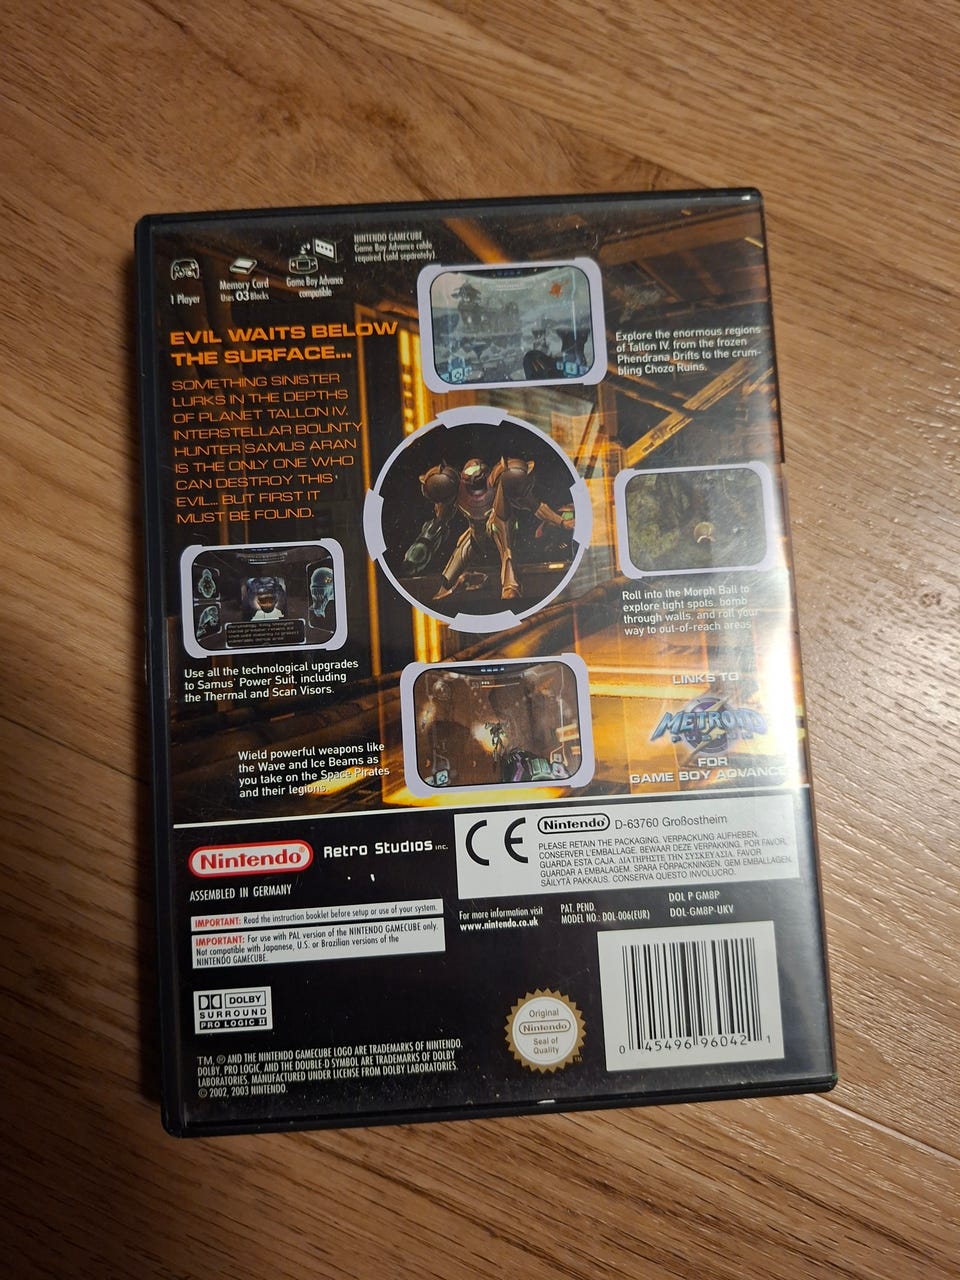 NINTENDO GAMECUBE
Game Boy Advance cable
required (sold separately).
1 Player
Memory Card
Uses 03 Blocks
Game Boy Advance
compatible
EVIL WAITS BELOW
THE SURFACE...
SOMETHING SINISTER
LURKS IN THE DEPTHS
OF PLANET TALLON IV.
INTERSTELLAR BOUNTY
HUNTER SAMUS ARAN
IS THE ONLY ONE WHO
CAN DESTROY THIS
EVIL... BUT FIRST IT
MUST BE FOUND.
Explore the enormous regions
of Tallon IV, from the frozen
Phendrana Drifts to the crum-
bling Chozo Ruins.
Roll into the Morph Ball to
explore tight spots, bomb
through walls, and roll your
way to out-of-reach areas.
Use all the technological upgrades
to Samus' Power Suit, including
the Thermal and Scan Visors.
Wield powerful weapons like
the Wave and Ice Beams as
you take on the Space Pirates
and their legions.
LINKS TO
METROID
FOR
GAME BOY ADVANCE
Nintendo®
Retro Studios INC.
ASSEMBLED IN GERMANY
CE
Nintendo D-63760 Großostheim
PLEASE RETAIN THE PACKAGING. VERPACKUNG AUFHEBEN.
CONSERVER L'EMBALLAGE. BEWAAR DEZE VERPAKKING. POR FAVOR,
GUARDA ESTA CAJA. ΔΙΑΤΗΡΗΣΤΕ ΤΗΝ ΣΥΣΚΕΥΑΣΙΑ. FAVOR
GUARDAR A EMBALAGEM. SPARA FÖRPACKNINGEN. GEM EMBALLAGEN.
SÄILYTÄ PAKKAUS. CONSERVA QUESTO INVOLUCRO.
IMPORTANT: Read the instruction booklet before setup or use of your system.
IMPORTANT: For use with PAL version of the NINTENDO GAMECUBE only.
Not compatible with Japanese, U.S. or Brazilian versions of the
NINTENDO GAMECUBE.
For more information visit
www.nintendo.co.uk
PAT. PEND.
MODEL NO.: DOL-006(EUR)
DOL P GM8P
DOL-GM8P-UKV
DOLBY
SURROUND
PRO LOGIC II
Original
Nintendo
Seal of
Quality
TM
0 45496 96042 1
TM, ® AND THE NINTENDO GAMECUBE LOGO ARE TRADEMARKS OF NINTENDO.
DOLBY, PRO LOGIC, AND THE DOUBLE-D SYMBOL ARE TRADEMARKS OF DOLBY
LABORATORIES. MANUFACTURED UNDER LICENSE FROM DOLBY LABORATORIES.
© 2002, 2003 NINTENDO.